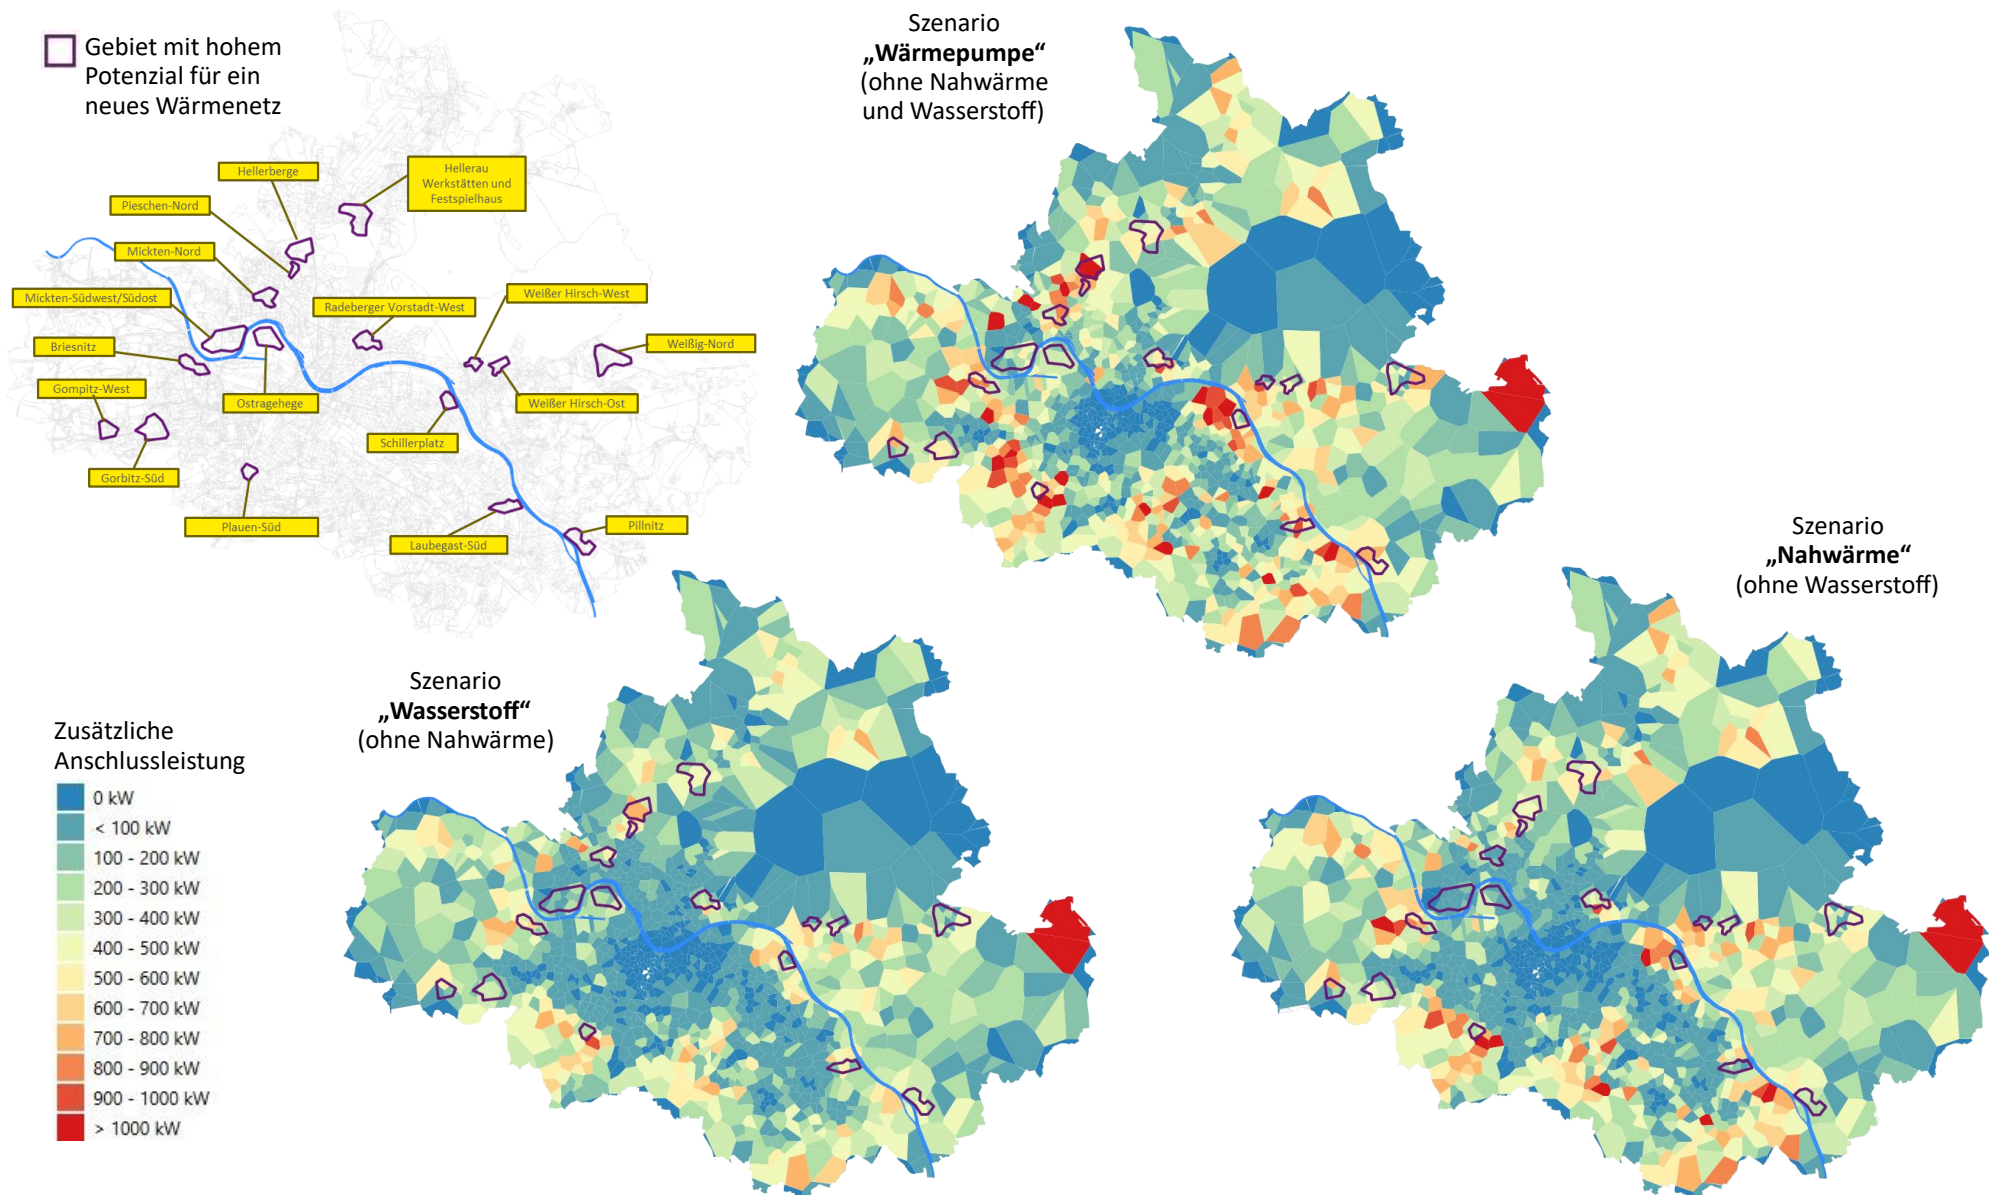 Gebiet mit hohem
Potenzial für ein
neues Wärmenetz
Hellerberge
Hellerau
Werkstätten und
Festspielhaus
Pieschen-Nord
Mickten-Nord
Mickten-Südwest/Südost
Radeberger Vorstadt-West
Weißer Hirsch-West
Briesnitz
Weißig-Nord
Gompitz-West
Ostragehege
Weißer Hirsch-Ost
Schillerplatz
Gorbitz-Süd
Plauen-Süd
Laubegast-Süd
Pillnitz
Szenario
„Wärmepumpe“
(ohne Nahwärme
und Wasserstoff)
Szenario
„Nahwärme“
(ohne Wasserstoff)
Szenario
„Wasserstoff“
(ohne Nahwärme)
Zusätzliche
Anschlussleistung
0 kW
< 100 kW
100 - 200 kW
200 - 300 kW
300 - 400 kW
400 - 500 kW
500 - 600 kW
600 - 700 kW
700 - 800 kW
800 - 900 kW
900 - 1000 kW
> 1000 kW